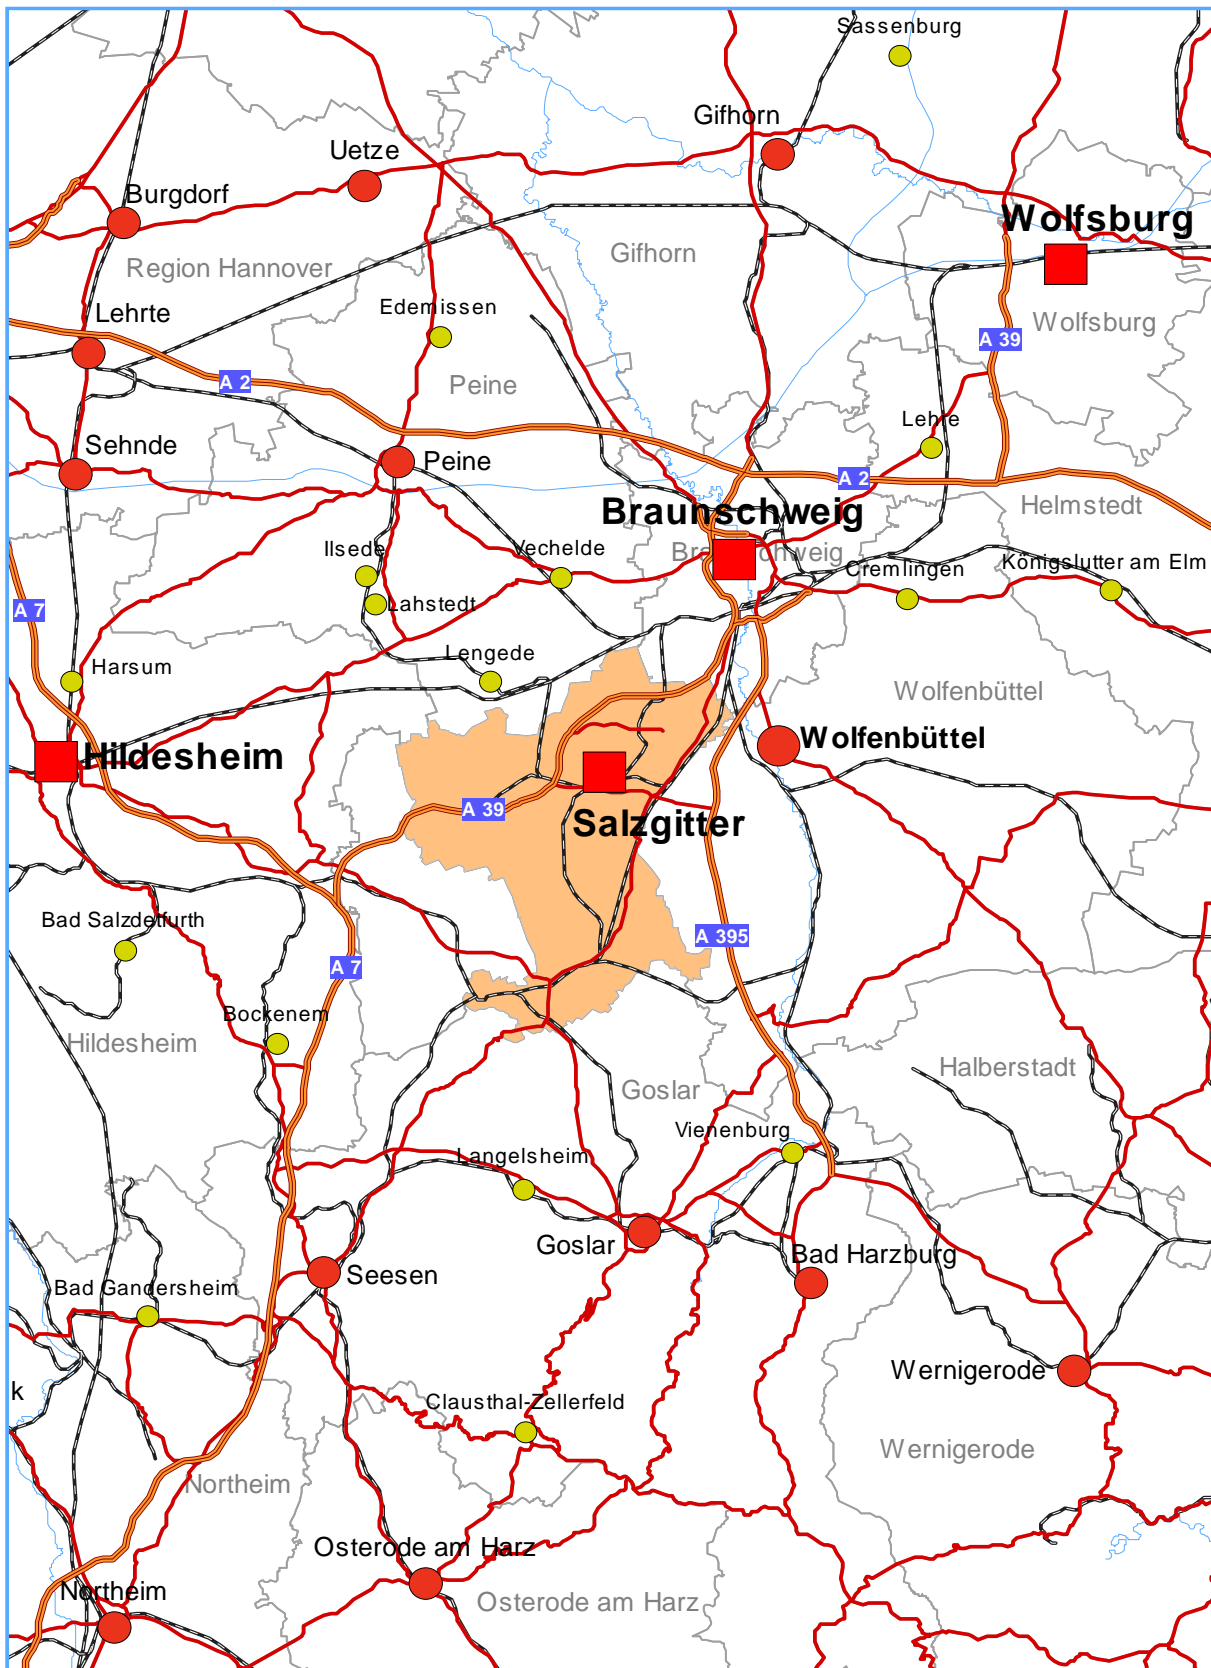 Sassenburg
Gifhorn
Uetze
Burgdorf
Wolfsburg
Gifhorn
Region Hannover
Edemissen
Lehrte
Wolfsburg
A 39
A 2
Peine
Lehre
Sehnde
Peine
A 2
Helmstedt
Braunschweig
Braunschweig
Ilsede
Vechelde
Cremlingen
Königslutter am Elm
A 7
Lahstedt
Lengede
Harsum
Wolfenbüttel
Wolfenbüttel
Hildesheim
A 39
Salzgitter
Bad Salzdetfurth
A 395
A 7
Bockenem
Hildesheim
Halberstadt
Goslar
Vienenburg
Langelsheim
Goslar
Bad Harzburg
Seesen
Bad Gandersheim
Wernigerode
k
Clausthal-Zellerfeld
Wernigerode
Northeim
Osterode am Harz
Northeim
Osterode am Harz